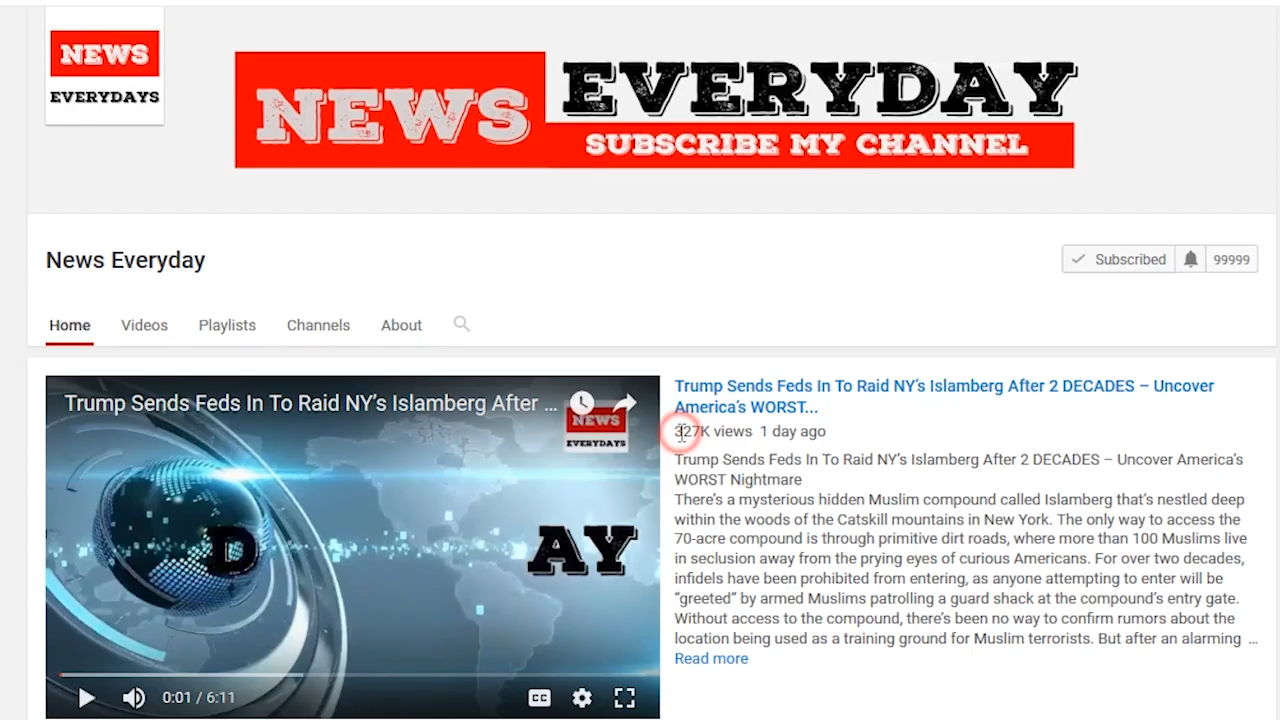 NEWS
EVERYDAYS
NEWS
EVERYDAY
SUBSCRIBE MY CHANNEL
News Everyday
Subscribed 99999
Home Videos Playlists Channels About
Trump Sends Feds In To Raid NY's Islamberg After ...
NEWS
EVERYDAYS
D AY
0:01 / 6:11
CC
Trump Sends Feds In To Raid NY's Islamberg After 2 DECADES – Uncover
America's WORST...
327K views 1 day ago
Trump Sends Feds In To Raid NY's Islamberg After 2 DECADES – Uncover America's
WORST Nightmare
There's a mysterious hidden Muslim compound called Islamberg that's nestled deep
within the woods of the Catskill mountains in New York. The only way to access the
70-acre compound is through primitive dirt roads, where more than 100 Muslims live
in seclusion away from the prying eyes of curious Americans. For over two decades,
infidels have been prohibited from entering, as anyone attempting to enter will be
“greeted” by armed Muslims patrolling a guard shack at the compound's entry gate.
Without access to the compound, there's been no way to confirm rumors about the
location being used as a training ground for Muslim terrorists. But after an alarming ...
Read more